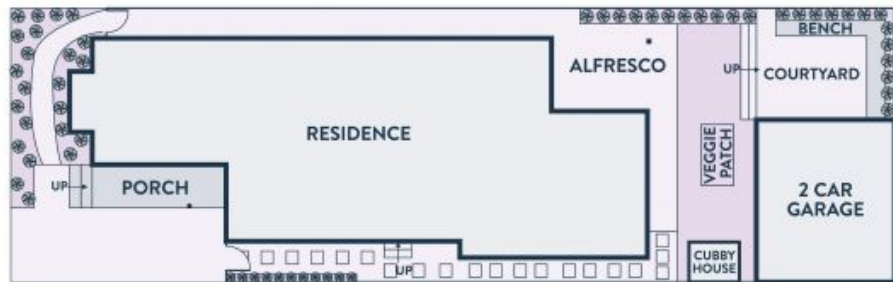 BENCH
ALFRESCO
UP
COURTYARD
RESIDENCE
VEGGIE
PATCH
UP
PORCH
2 CAR
GARAGE
CUBBY
HOUSE
UP